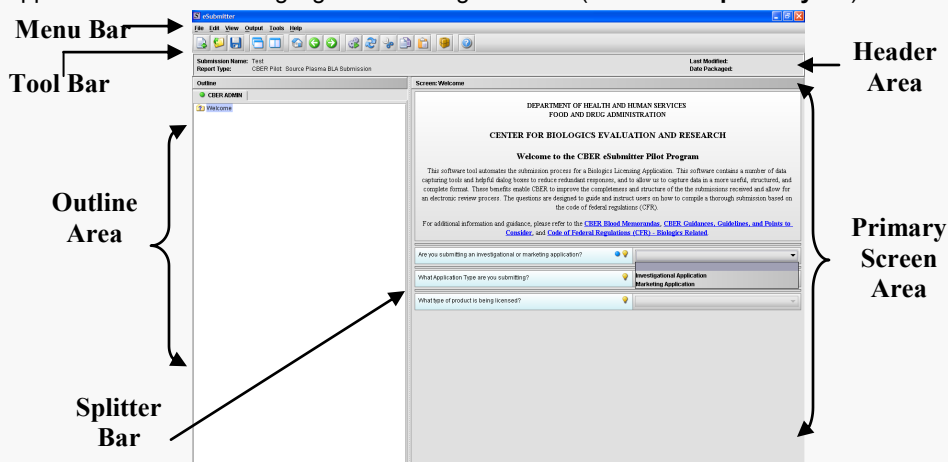 eSubmitter
File Edit View Output Tools Help
Menu Bar
Tool Bar
Submission Name: Test
Report Type: CBER Pilot: Source Plasma BLA Submission
Last Modified:
Date Packaged:
Header
Area
Outline
CBER ADMIN
Welcome
Screen: Welcome
DEPARTMENT OF HEALTH AND HUMAN SERVICES
FOOD AND DRUG ADMINISTRATION
CENTER FOR BIOLOGICS EVALUATION AND RESEARCH
Welcome to the CBER eSubmitter Pilot Program
This software tool automates the submission process for a Biologics Licensing Application. This software contains a number of data
capturing tools and helpful dialog boxes to reduce redundant responses, and to allow us to capture data in a more useful, structured, and
complete format. These benefits enable CBER to improve the completeness and structure of the the submissions received and allow for
an electronic review process. The questions are designed to guide and instruct users on how to compile a thorough submission based on
the code of federal regulations (CFR).
For additional information and guidance, please refer to the CBER Blood Memorandas, CBER Guidances, Guidelines, and Points to
Consider, and Code of Federal Regulations (CFR) - Biologics Related
Are you submitting an investigational or marketing application?
Investigational Application
Marketing Application
What Application Type are you submitting?
What type of product is being licensed?
Outline
Area
Primary
Screen
Area
Splitter
Bar